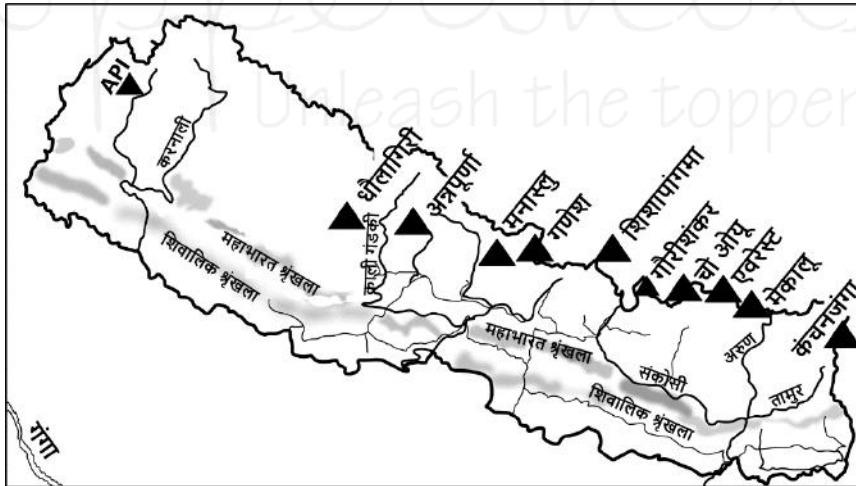 Unleash the topper
API
करनाली
धौलागिरी
अन्नपूर्णा
काली गंडकी
मनास्लु
गणेश
शिशापांगमा
गौरीशंकर
चो ओयू
एवरेस्ट
मेकालू
कंचनजंगा
महाभारत श्रृंखला
शिवालिक श्रृंखला
महाभारत श्रृंखला
शिवालिक श्रृंखला
संकोसी
अरुण
तामुर
गंगा